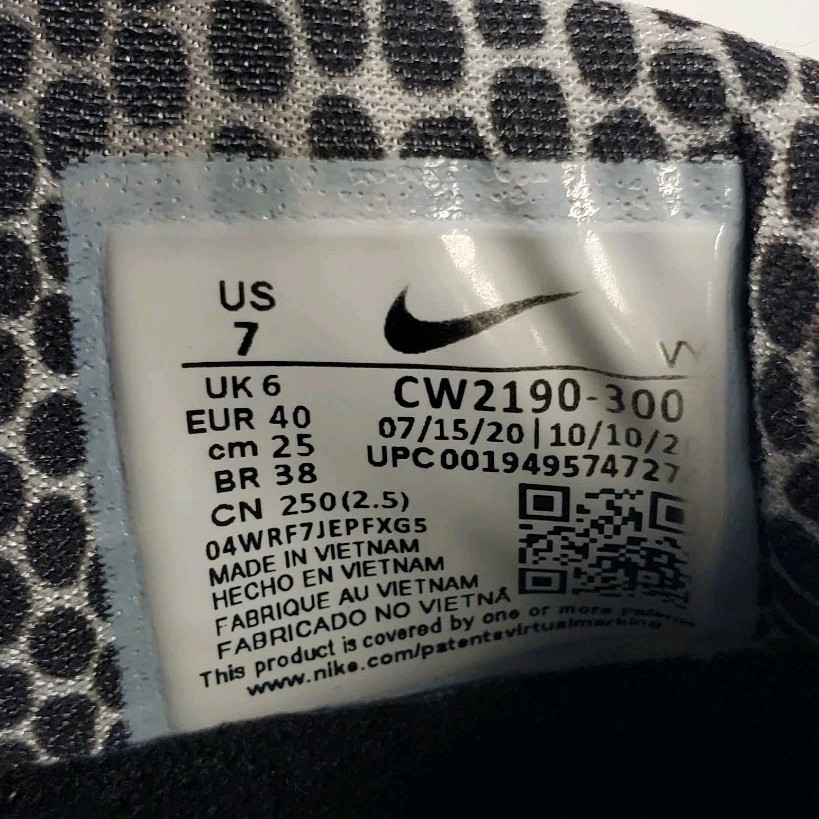 US
7
W
UK 6
EUR 40
cm 25
BR 38
CN 250 (2.5)
CW2190-300
07/15/20 | 10/10/2
UPC001949574727
04WRF7JEPFXG5
MADE IN VIETNAM
HECHO EN VIETNAM
FABRIQUE AU VIETNAM
FABRICADO NO VIETNÃ
This product is covered by one or more
www.nike.com/patentsvirtualmarking